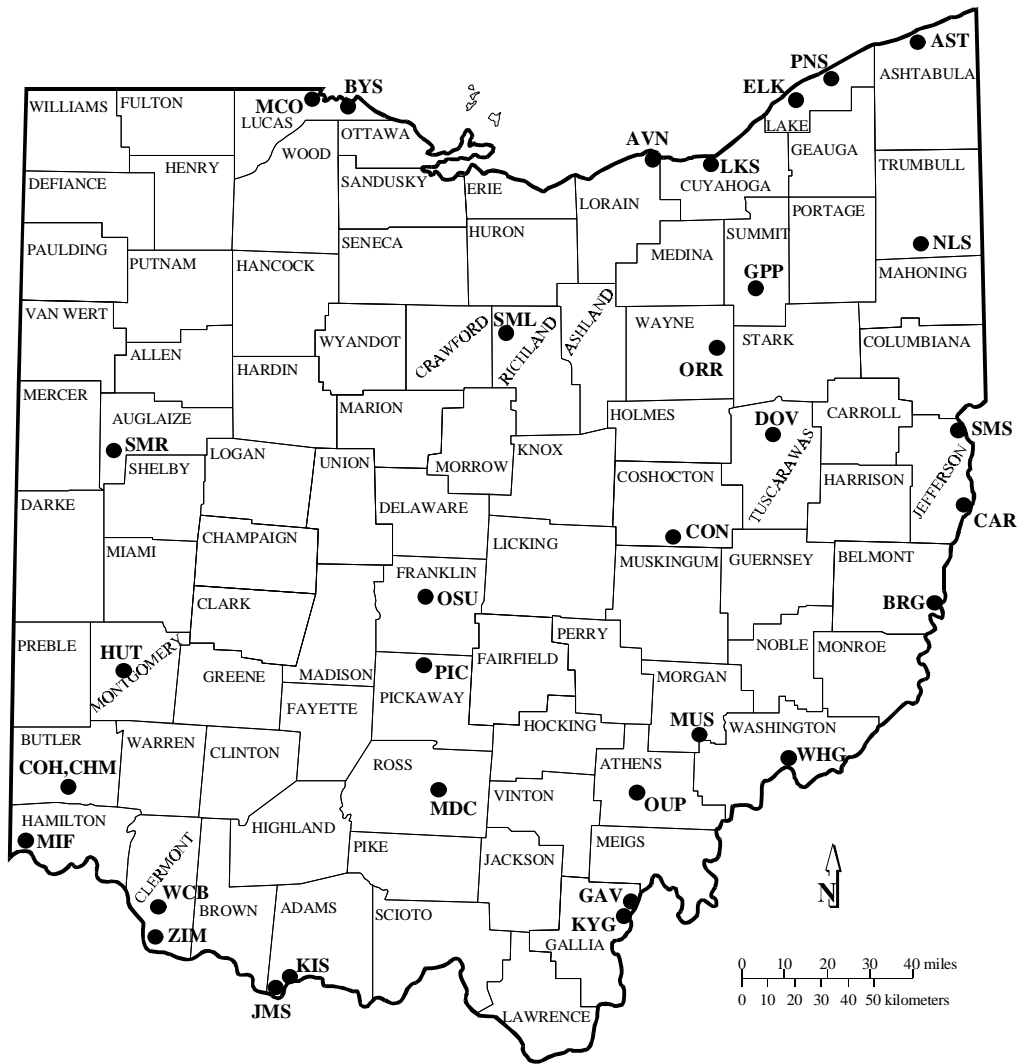 AST
PNS
ASHTABULA
ELK
BYS
WILLIAMS
FULTON
MCO
LUCAS
OTTAWA
LAKE
AVN
WOOD
GEAUGA
HENRY
LKS
TRUMBULL
DEFIANCE
SANDUSKY
ERIE
CUYAHOGA
LORAIN
PORTAGE
HURON
SUMMIT
PAULDING
SENECA
NLS
MEDINA
PUTNAM
HANCOCK
GPP
MAHONING
VAN WERT
SML
WAYNE
WYANDOT
CRAWFORD
RICHLAND
ASHLAND
STARK
COLUMBIANA
ALLEN
ORR
HARDIN
MERCER
MARION
HOLMES
CARROLL
AUGLAIZE
DOV
SMS
SMR
LOGAN
KNOX
UNION
SHELBY
MORROW
COSHOCTON
TUSCARAWAS
HARRISON
JEFFERSON
DARKE
DELAWARE
CAR
CHAMPAIGN
CON
LICKING
MIAMI
MUSKINGUM
GUERNSEY
BELMONT
FRANKLIN
OSU
CLARK
BRG
PERRY
PREBLE
NOBLE
MONROE
HUT
MONTGOMERY
FAIRFIELD
GREENE
MADISON
PIC
MORGAN
PICKAWAY
FAYETTE
MUS
HOCKING
WASHINGTON
BUTLER
WARREN
CLINTON
WHG
COH,CHM
ROSS
ATHENS
VINTON
OUP
MDC
HAMILTON
HIGHLAND
MIF
PIKE
MEIGS
JACKSON
CLERMONT
WCB
GAV
BROWN
ADAMS
SCIOTO
N
KYG
ZIM
GALLIA
KIS
0 10 20 30 40 miles
0 10 20 30 40 50 kilometers
JMS
LAWRENCE